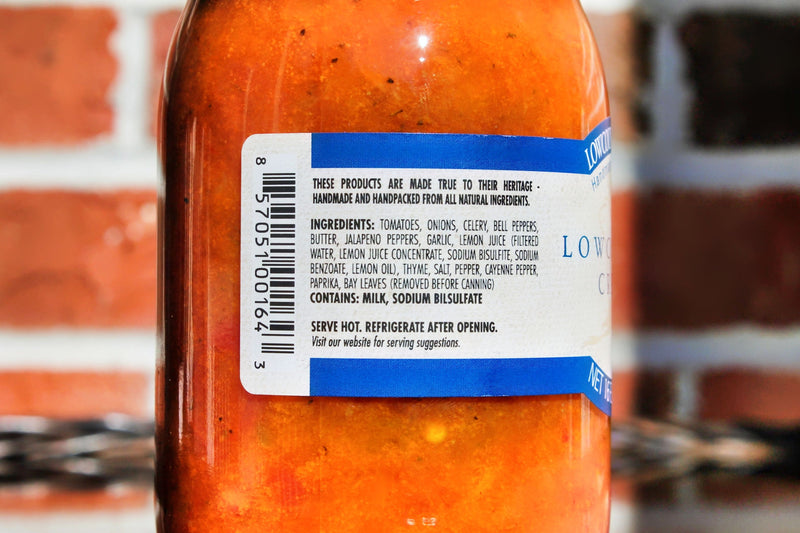 8 57051 00164 3
THESE PRODUCTS ARE MADE TRUE TO THEIR HERITAGE -
HANDMADE AND HANDPACKED FROM ALL NATURAL INGREDIENTS.
INGREDIENTS: TOMATOES, ONIONS, CELERY, BELL PEPPERS,
BUTTER, JALAPENO PEPPERS, GARLIC, LEMON JUICE (FILTERED
WATER, LEMON JUICE CONCENTRATE, SODIUM BISULFITE, SODIUM
BENZOATE, LEMON OIL), THYME, SALT, PEPPER, CAYENNE PEPPER,
PAPRIKA, BAY LEAVES (REMOVED BEFORE CANNING)
CONTAINS: MILK, SODIUM BILSULFATE
SERVE HOT. REFRIGERATE AFTER OPENING.
Visit our website for serving suggestions.
NET